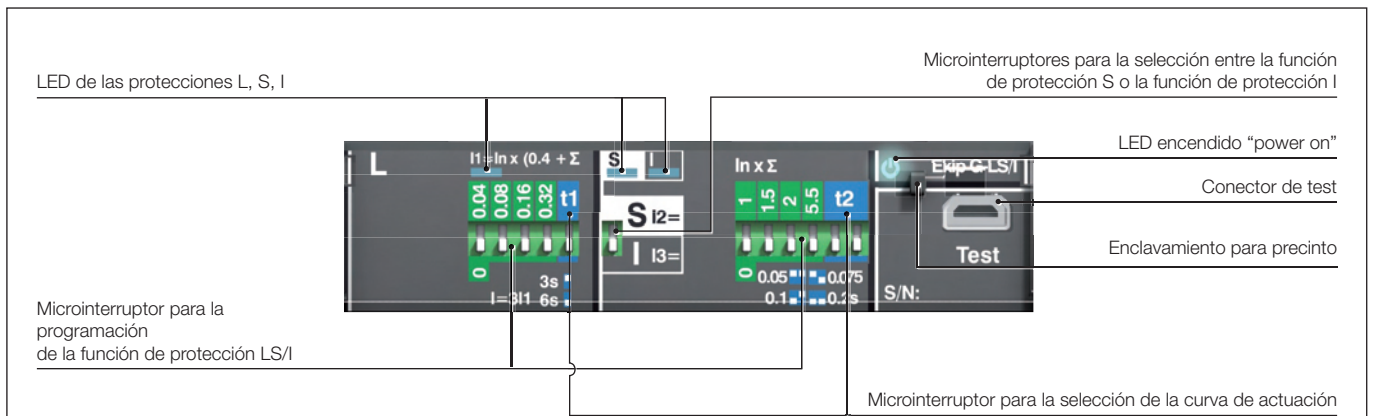 Microinterruptores para la selección entre la función
de protección S o la función de protección I
LED de las protecciones L, S, I
LED encendido “power on”
Conector de test
Enclavamiento para precinto
L
I1=In x (0.4 + Σ
0.04
0.08
0.16
0.32
t1
0
3s
I=3I1 6s
S
I
S I2=
I I3=
In x Σ
1
1.5
2
5.5
t2
0
0.05
0.075
0.1
0.2s
Ekip G-LS/I
Test
S/N:
Microinterruptor para la
programación
de la función de protección LS/I
Microinterruptor para la selección de la curva de actuación